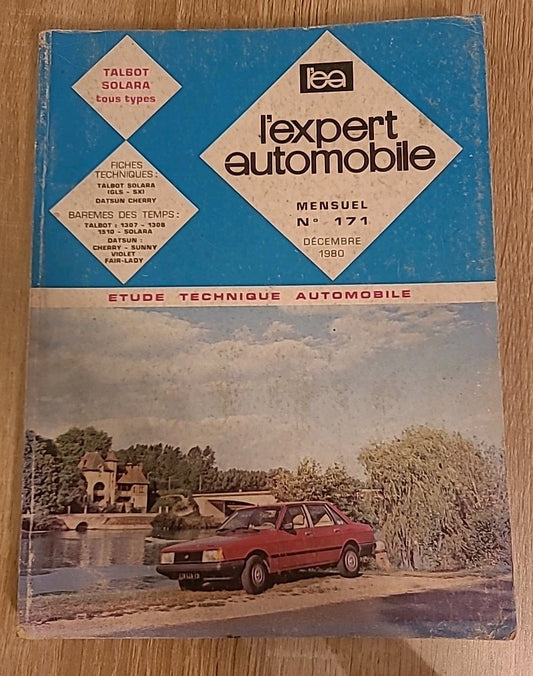 TALBOT
SOLARA
tous types
l'ea
l'expert
automobile
MENSUEL
N° 171
DÉCEMBRE
1980
FICHES
TECHNIQUES :
TALBOT SOLARA
(GLS - SX)
DATSUN CHERRY
BAREMES DES TEMPS :
TALBOT : 1307 - 1308
1510 - SOLARA
DATSUN :
CHERRY - SUNNY
VIOLET
FAIR-LADY
ETUDE TECHNIQUE AUTOMOBILE